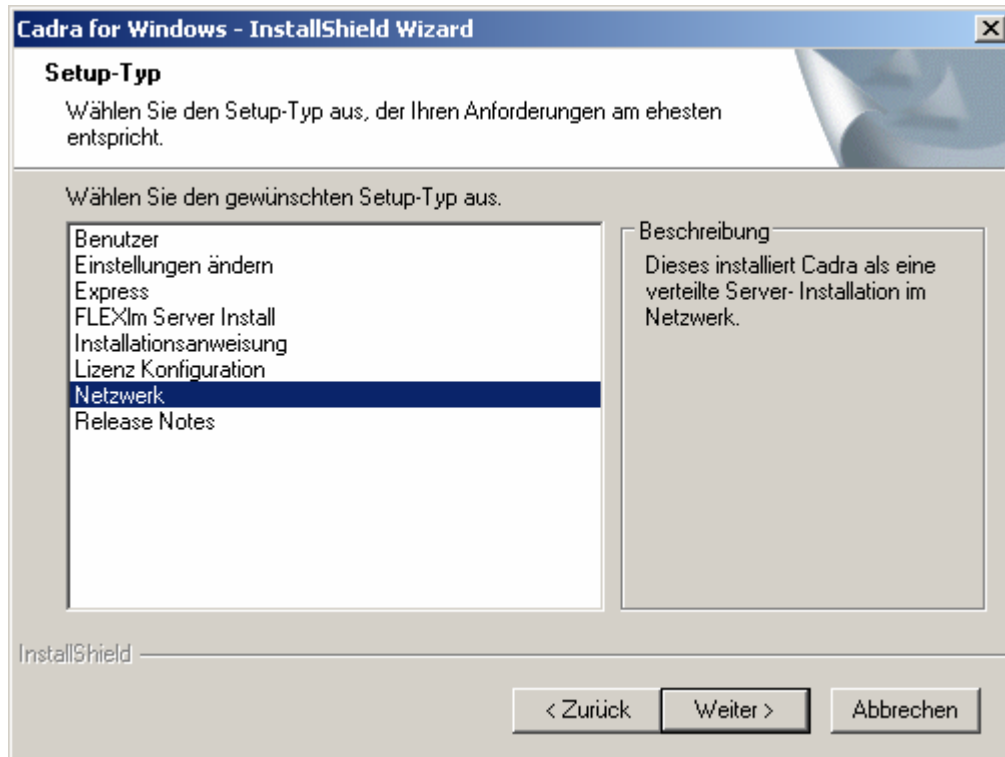 Cadra for Windows - InstallShield Wizard
Setup-Typ
Wählen Sie den Setup-Typ aus, der Ihren Anforderungen am ehesten
entspricht.
Wählen Sie den gewünschten Setup-Typ aus.
Benutzer
Einstellungen ändern
Express
FLEXlm Server Install
Installationsanweisung
Lizenz Konfiguration
Netzwerk
Release Notes
Beschreibung
Dieses installiert Cadra als eine
verteilte Server- Installation im
Netzwerk.
InstallShield
< Zurück
Weiter >
Abbrechen